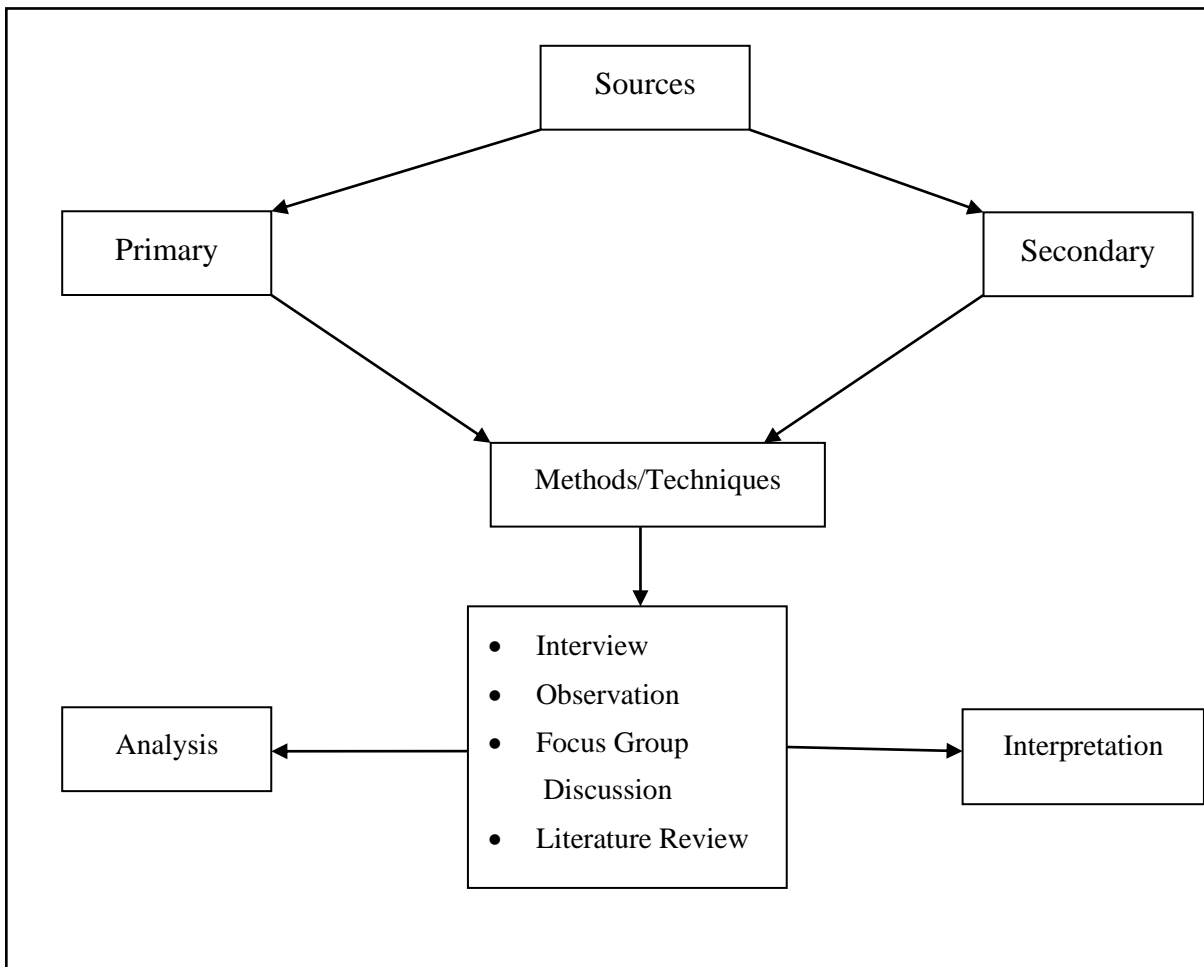 Sources
Primary
Secondary
Methods/Techniques
• Interview
• Observation
• Focus Group
Discussion
• Literature Review
Analysis
Interpretation